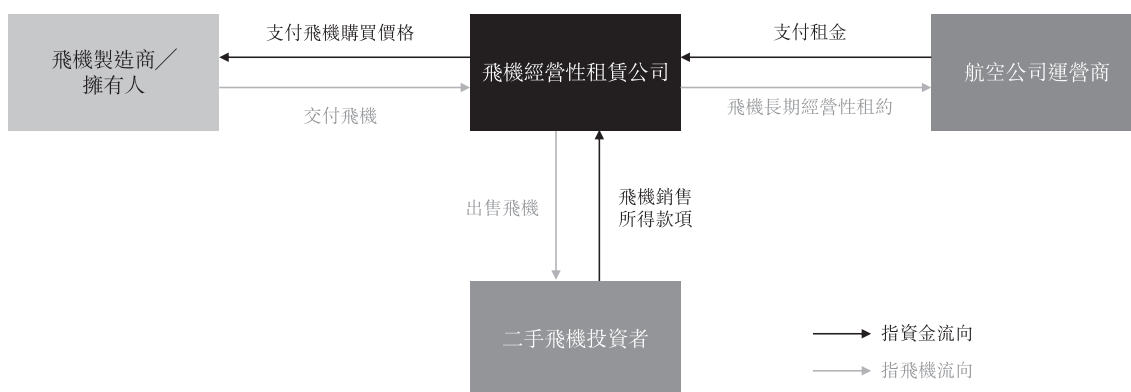 支付飛機購買價格
支付租金
飛機製造商／
擁有人
飛機經營性租賃公司
航空公司運營商
交付飛機
飛機長期經營性租約
出售飛機
飛機銷售
所得款項
二手飛機投資者
指資金流向
指飛機流向